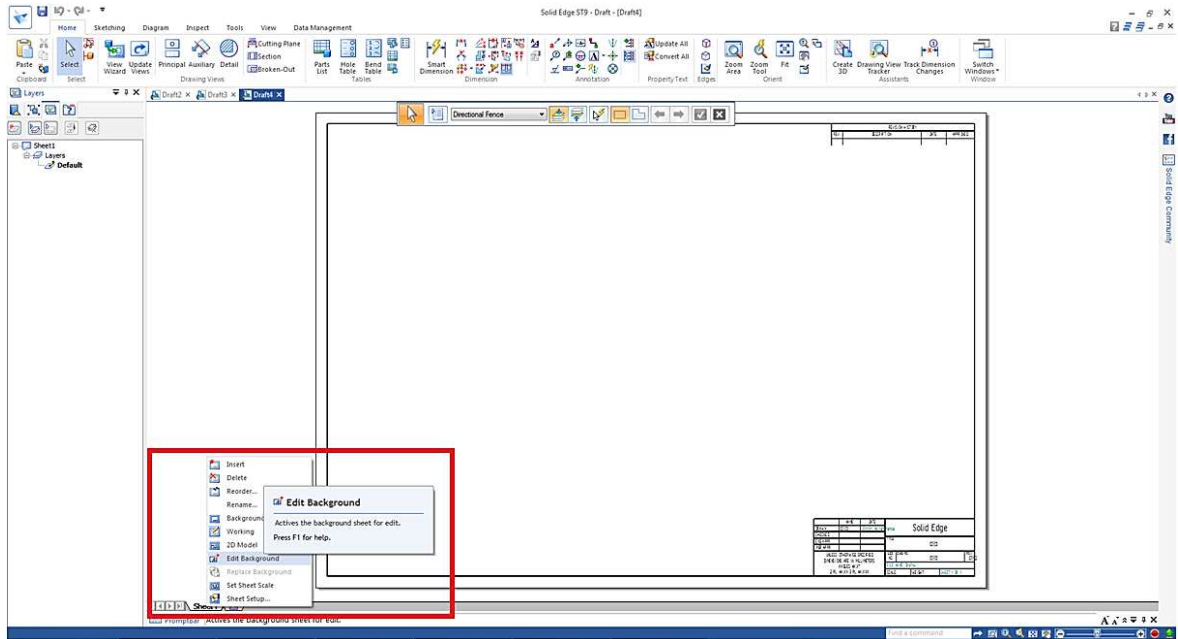 Solid Edge ST9 - Draft - [Draft4]
Home Sketching Diagram Inspect Tools View Data Management
Paste
Clipboard
Select
Select
View Wizard
Update Views
Principal Auxiliary Detail
Cutting Plane
Section
Broken-Out
Drawing Views
Parts List
Hole Table
Bend Table
Tables
Smart Dimension
Dimension
Annotation
Update All
Convert All
Property Text
Edges
Zoom Area
Zoom Tool
Fit
Orient
Create 3D
Drawing View Tracker
Track Dimension Changes
Assistants
Switch Windows
Window
Layers
Draft2 Draft3 Draft4
Directional Fence
Sheet1
Layers
Default
Solid Edge Community
Insert
Delete
Reorder...
Rename...
Background
Working
2D Model
Edit Background
Replace Background
Set Sheet Scale
Sheet Setup...
Edit Background
Actives the background sheet for edit.
Press F1 for help.
Solid Edge
Prompbar Actives the background sheet for edit.
Find a command